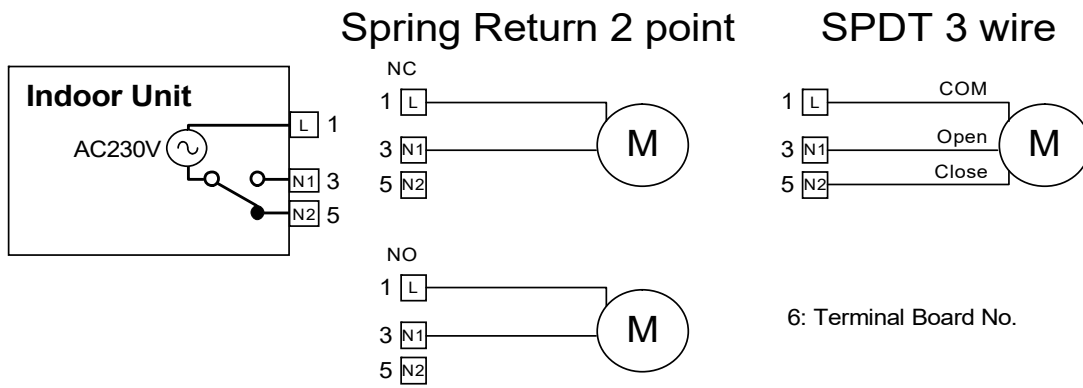 Spring Return 2 point
SPDT 3 wire
Indoor Unit
AC230V
L 1
N1 3
N2 5
NC
1 L
3 N1
5 N2
M
NO
1 L
3 N1
5 N2
M
1 L COM
3 N1 Open
5 N2 Close
M
6: Terminal Board No.